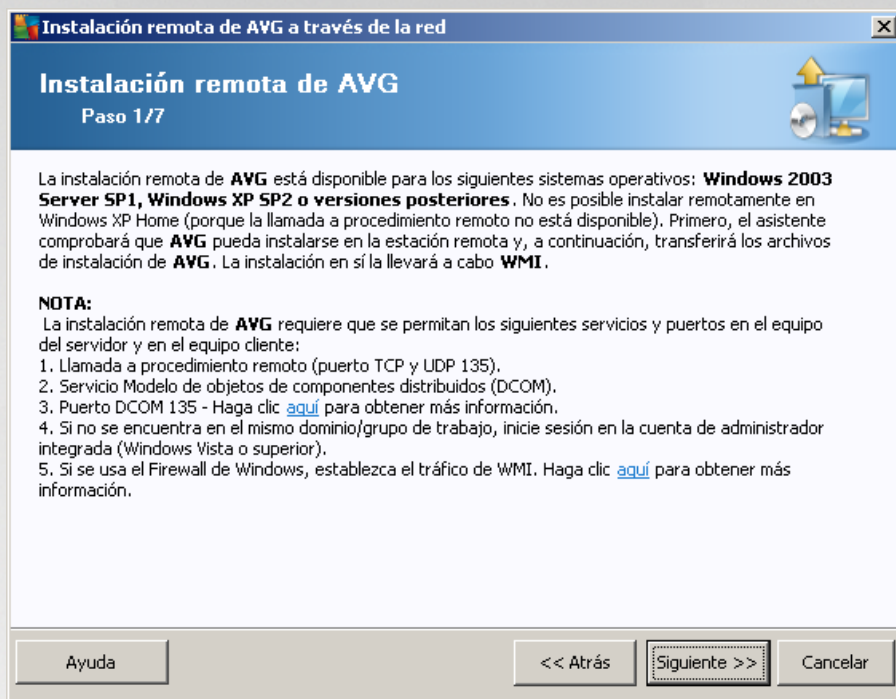 Instalación remota de AVG a través de la red
Instalación remota de AVG
Paso 1/7
La instalación remota de AVG está disponible para los siguientes sistemas operativos: Windows 2003
Server SP1, Windows XP SP2 o versiones posteriores. No es posible instalar remotamente en
Windows XP Home (porque la llamada a procedimiento remoto no está disponible). Primero, el asistente
comprobará que AVG pueda instalarse en la estación remota y, a continuación, transferirá los archivos
de instalación de AVG. La instalación en sí la llevará a cabo WMI.
NOTA:
La instalación remota de AVG requiere que se permitan los siguientes servicios y puertos en el equipo
del servidor y en el equipo cliente:
1. Llamada a procedimiento remoto (puerto TCP y UDP 135).
2. Servicio Modelo de objetos de componentes distribuidos (DCOM).
3. Puerto DCOM 135 - Haga clic aquí para obtener más información.
4. Si no se encuentra en el mismo dominio/grupo de trabajo, inicie sesión en la cuenta de administrador
integrada (Windows Vista o superior).
5. Si se usa el Firewall de Windows, establezca el tráfico de WMI. Haga clic aquí para obtener más
información.
Ayuda
<< Atrás
Siguiente >>
Cancelar